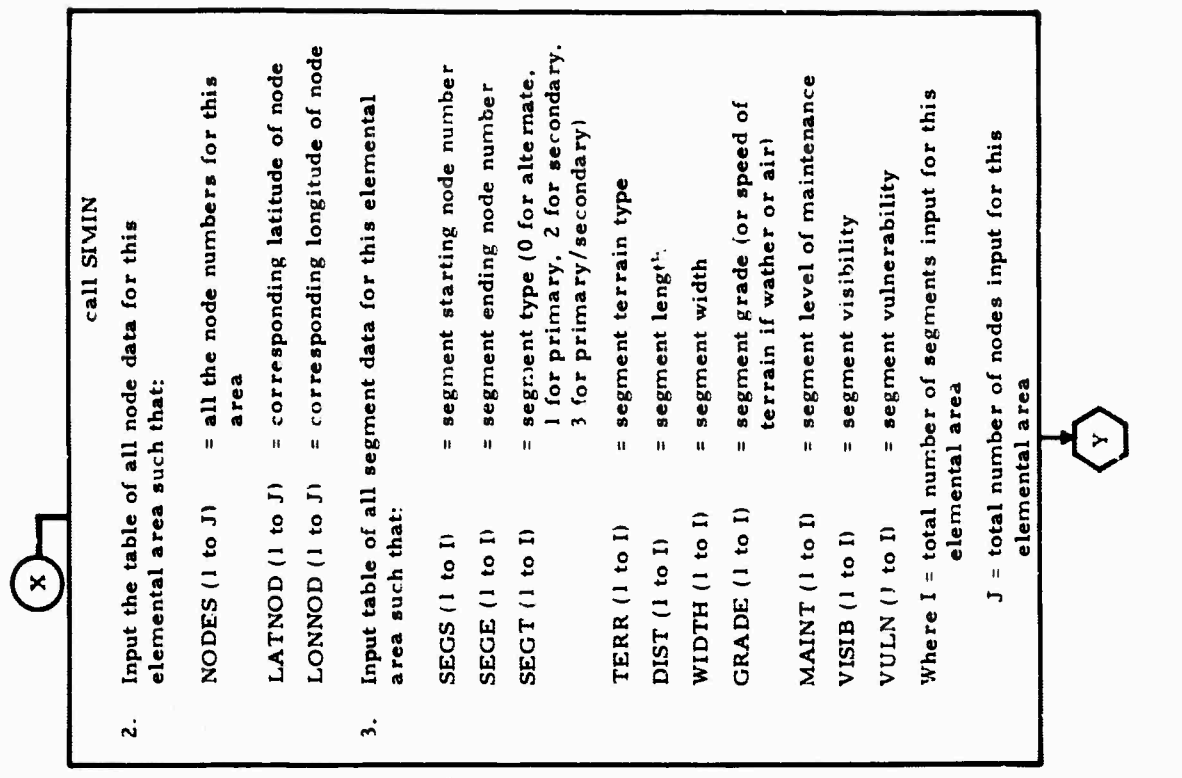 X
call SIMIN
2. Input the table of all node data for this
elemental area such that:
NODES (1 to J) = all the node numbers for this
area
LATNOD (1 to J) = corresponding latitude of node
LONNOD (1 to J) = corresponding longitude of node
3. Input table of all segment data for this elemental
area such that:
SEGS (1 to I) = segment starting node number
SEGE (1 to I) = segment ending node number
SEGT (1 to I) = segment type (0 for alternate,
1 for primary, 2 for secondary,
3 for primary/secondary)
TERR (1 to I) = segment terrain type
DIST (1 to I) = segment length
WIDTH (1 to I) = segment width
GRADE (1 to I) = segment grade (or speed of
terrain if wather or air)
MAINT (1 to I) = segment level of maintenance
VISIB (1 to I) = segment visibility
VULN (1 to I) = segment vulnerability
Where I = total number of segments input for this
elemental area
J = total number of nodes input for this
elemental area
Y